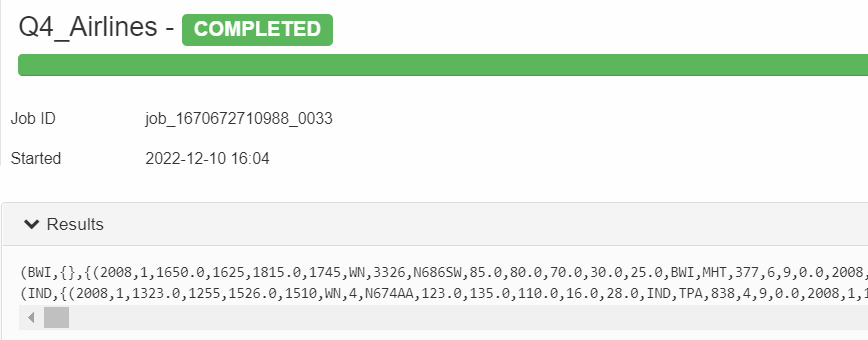 Q4_Airlines - COMPLETED
Job ID job_1670672710988_0033
Started 2022-12-10 16:04
Results
(BWI,{},{(2008,1,1650.0,1625,1815.0,1745,WN,3326,N686SW,85.0,80.0,70.0,30.0,25.0,BWI,MHT,377,6,9,0.0,2008,
(IND,{(2008,1,1323.0,1255,1526.0,1510,WN,4,N674AA,123.0,135.0,110.0,16.0,28.0,IND,TPA,838,4,9,0.0,2008,1,1